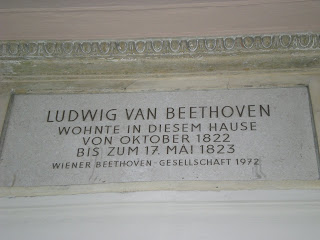 LUDWIG VAN BEETHOVEN
WOHNTE IN DIESEM HAUSE
VON OKTOBER 1822
BIS ZUM 17. MAI 1823
WIENER BEETHOVEN - GESELLSCHAFT 1972